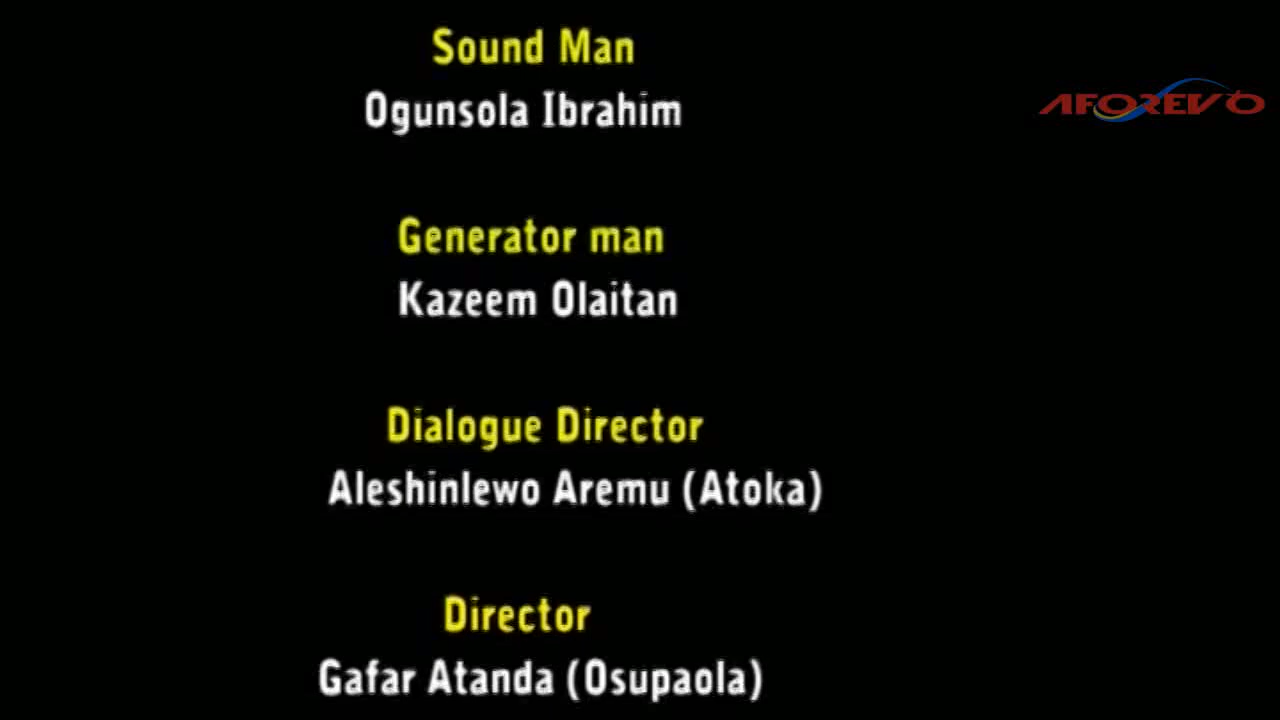 Sound Man
AFOREVO
Ogunsola Ibrahim
Generator man
Kazeem Olaitan
Dialogue Director
Aleshinlewo Aremu (Atoka)
Director
Gafar Atanda (Osupaola)